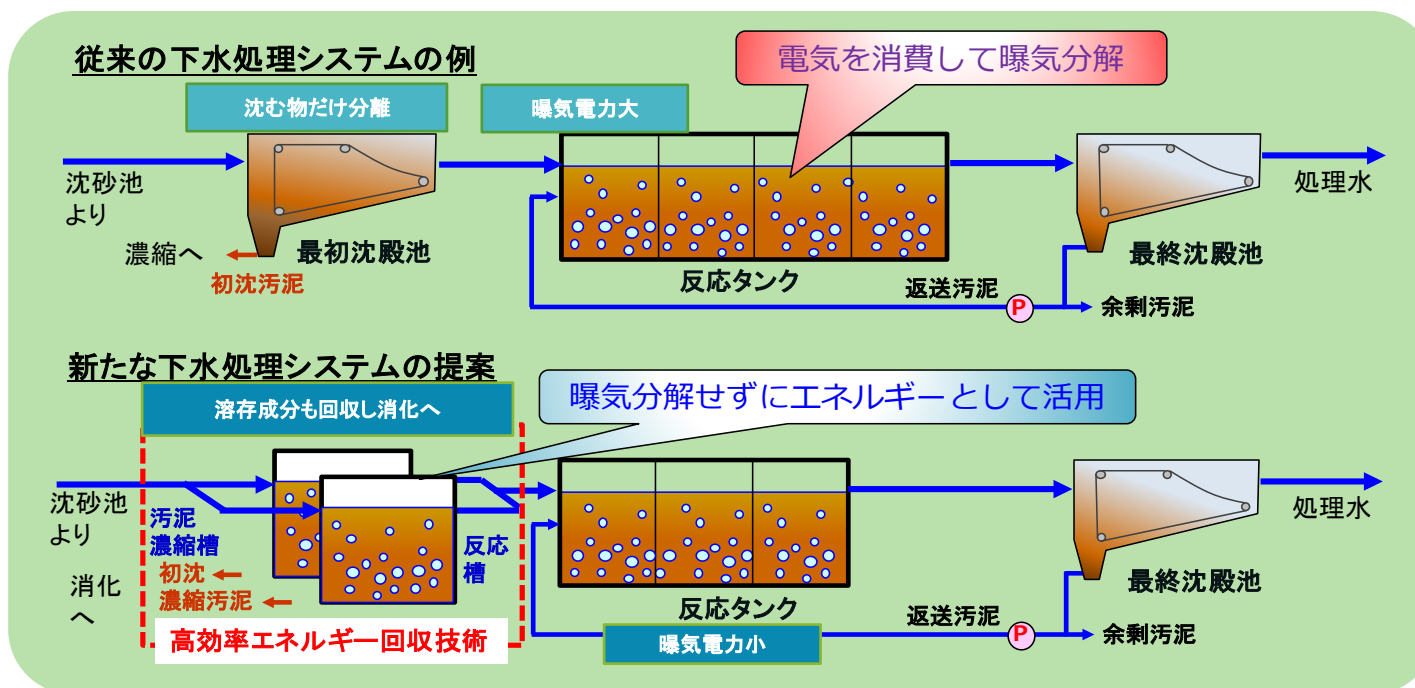 従来の下水処理システムの例
電気を消費して曝気分解
沈む物だけ分離
曝気電力大
沈砂池
より
処理水
濃縮へ
最初沈殿池
初沈汚泥
反応タンク
最終沈殿池
返送汚泥
P
余剰汚泥
新たな下水処理システムの提案
曝気分解せずにエネルギーとして活用
溶存成分も回収し消化へ
沈砂池
より
汚泥
濃縮槽
反応
槽
処理水
初沈
濃縮汚泥
消化
へ
高効率エネルギー回収技術
反応タンク
最終沈殿池
返送汚泥
P
余剰汚泥
曝気電力小